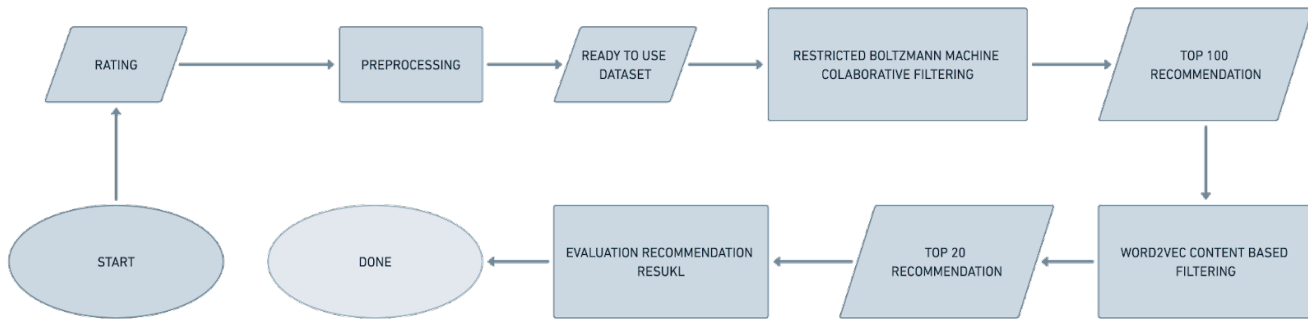 RATING
PREPROCESSING
READY TO USE
DATASET
RESTRICTED BOLTZMANN MACHINE
COLABORATIVE FILTERING
TOP 100
RECOMMENDATION
START
DONE
EVALUATION RECOMMENDATION
RESUKL
TOP 20
RECOMMENDATION
WORD2VEC CONTENT BASED
FILTERING